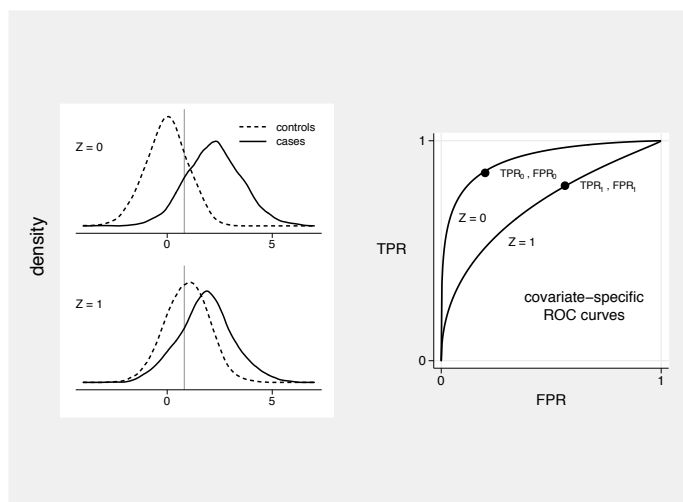 controls
cases
Z = 0
0 5
density
Z = 1
0 5
1
TPR₀ , FPR₀
TPR₁ , FPR₁
Z = 0
Z = 1
TPR
covariate−specific
ROC curves
0
0 1
FPR